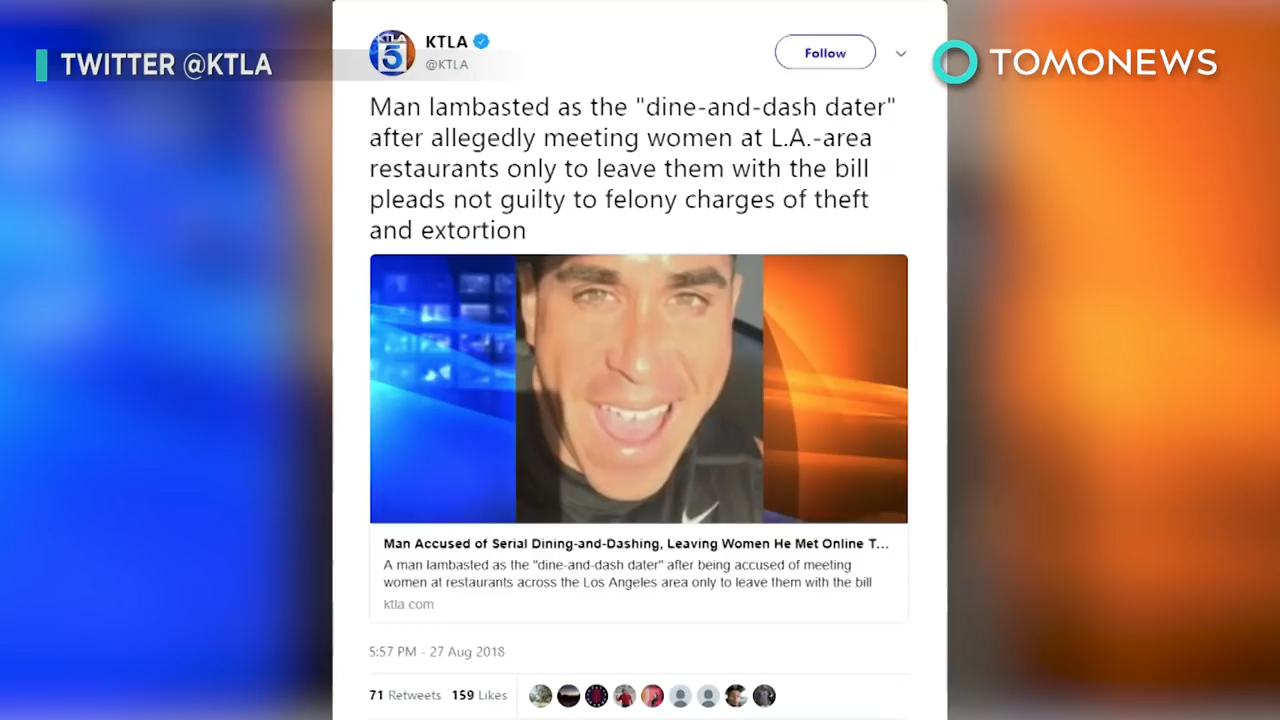 TWITTER @KTLA
TOMONEWS
KTLA
5
KTLA
@KTLA
Follow
Man lambasted as the "dine-and-dash dater"
after allegedly meeting women at L.A.-area
restaurants only to leave them with the bill
pleads not guilty to felony charges of theft
and extortion
Man Accused of Serial Dining-and-Dashing, Leaving Women He Met Online T...
A man lambasted as the "dine-and-dash dater" after being accused of meeting
women at restaurants across the Los Angeles area only to leave them with the bill
ktla.com
5:57 PM - 27 Aug 2018
71 Retweets 159 Likes